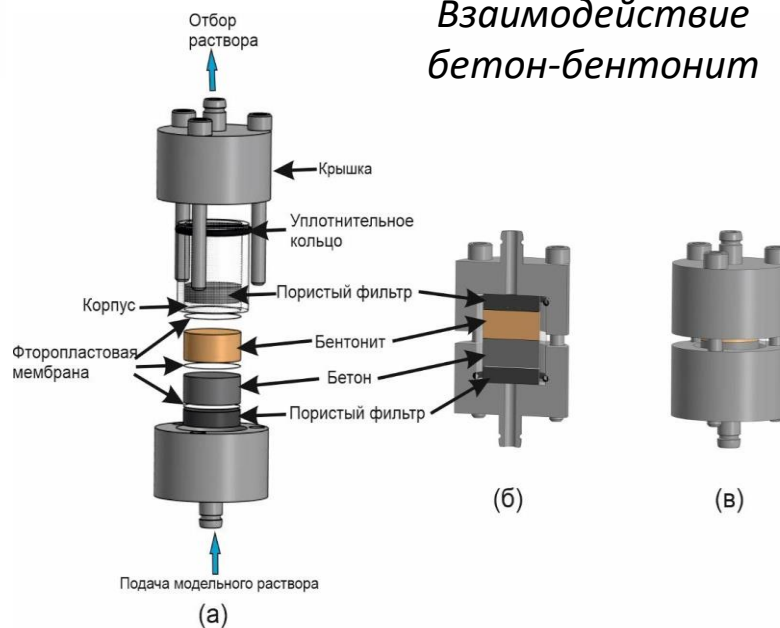 Взаимодействие
бетон-бентонит
Отбор
раствора
Крышка
Уплотнительное
кольцо
Пористый фильтр
Корпус
Фторопластовая
мембрана
Бентонит
Бетон
Пористый фильтр
Подача модельного раствора
(а)
(б)
(в)